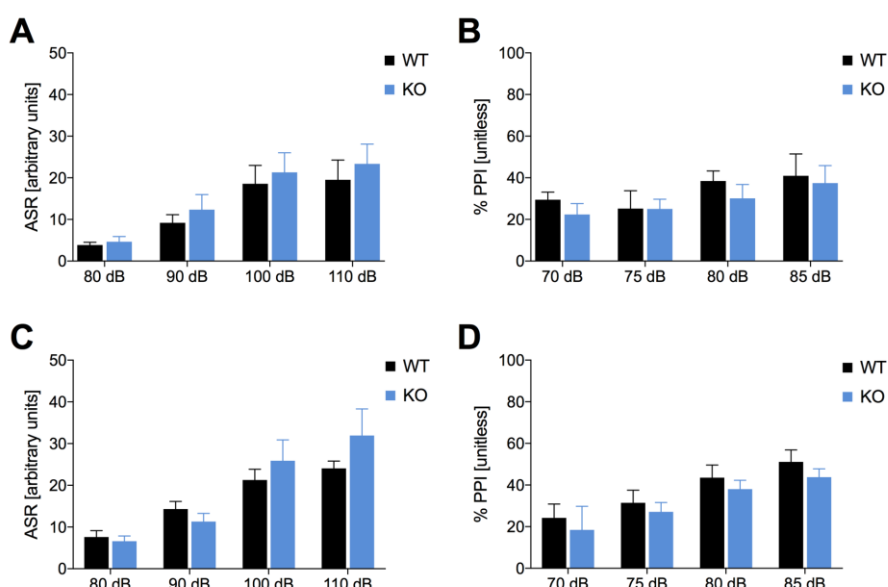 A
ASR [arbitrary units]
50
40
30
20
10
0
80 dB
90 dB
100 dB
110 dB
WT
KO
B
% PPI [unitless]
100
80
60
40
20
0
70 dB
75 dB
80 dB
85 dB
WT
KO
C
ASR [arbitrary units]
50
40
30
20
10
0
80 dB
90 dB
100 dB
110 dB
WT
KO
D
% PPI [unitless]
100
80
60
40
20
0
70 dB
75 dB
80 dB
85 dB
WT
KO